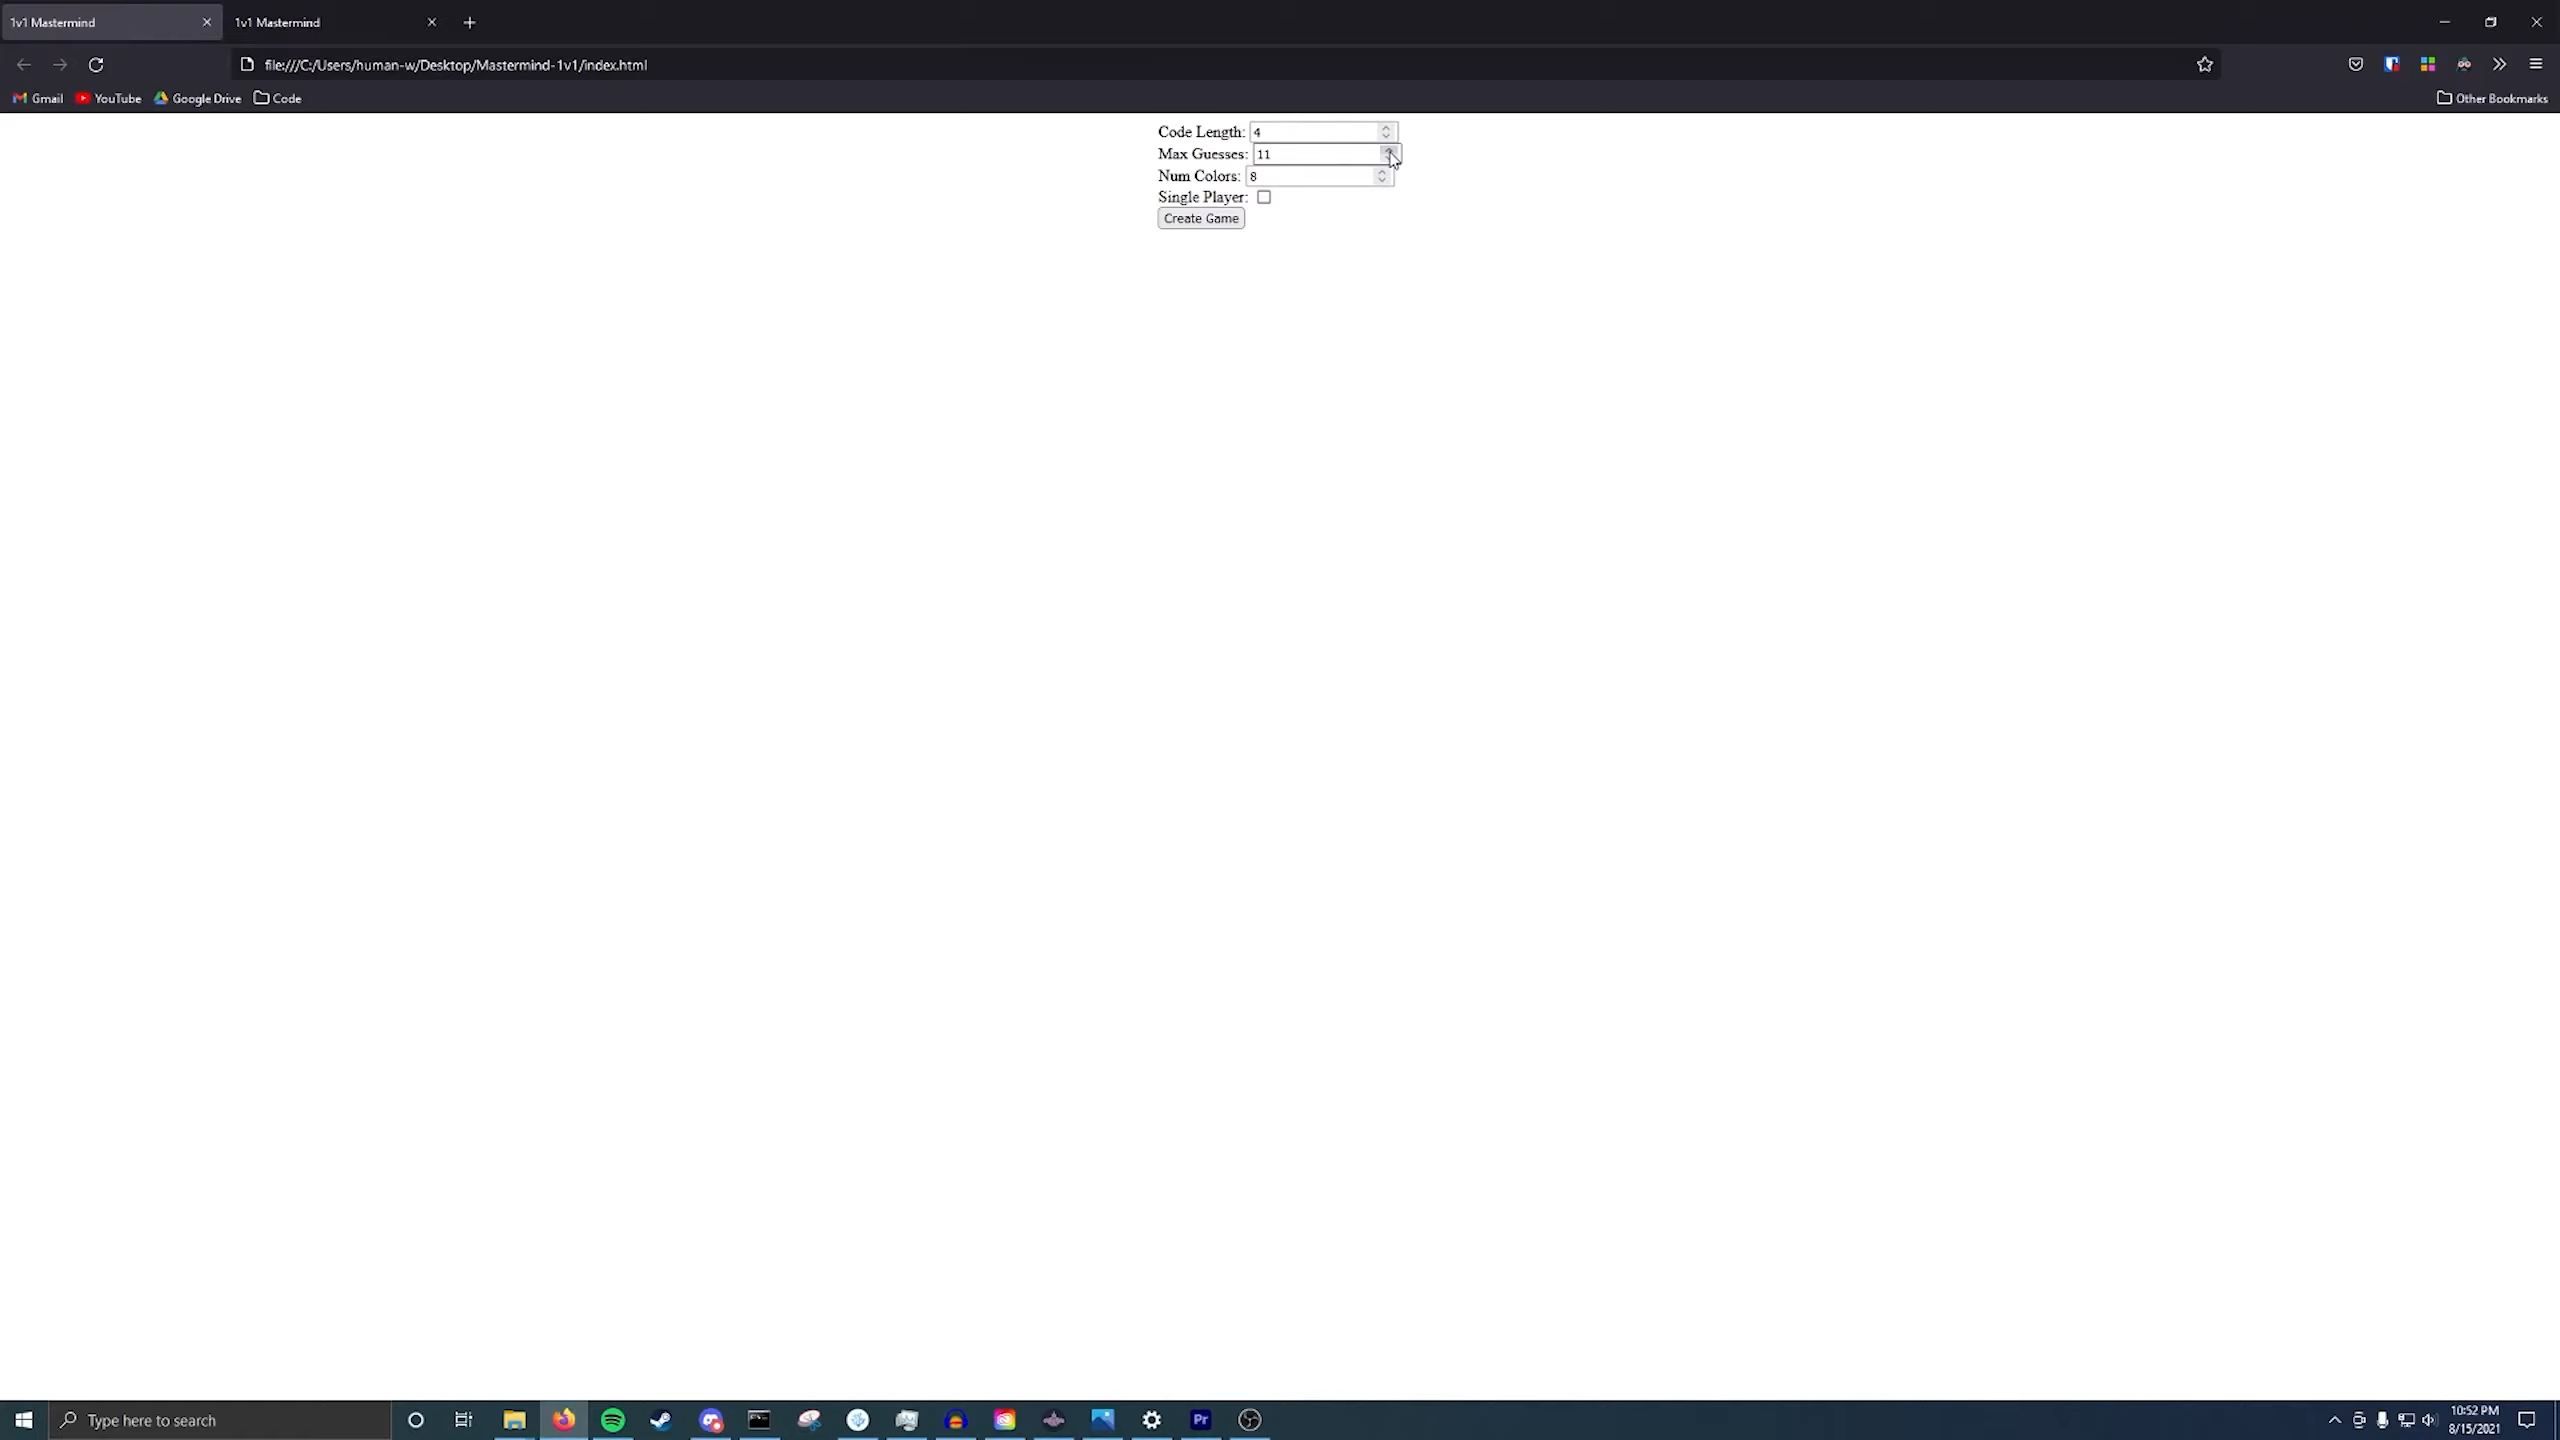 1v1 Mastermind
1v1 Mastermind
file:///C:/Users/human-w/Desktop/Mastermind-1v1/index.html
Gmail YouTube Google Drive Code Other Bookmarks
Code Length: 4
Max Guesses: 11
Num Colors: 8
Single Player:
Create Game
Type here to search
Pr
10:52 PM
8/15/2021